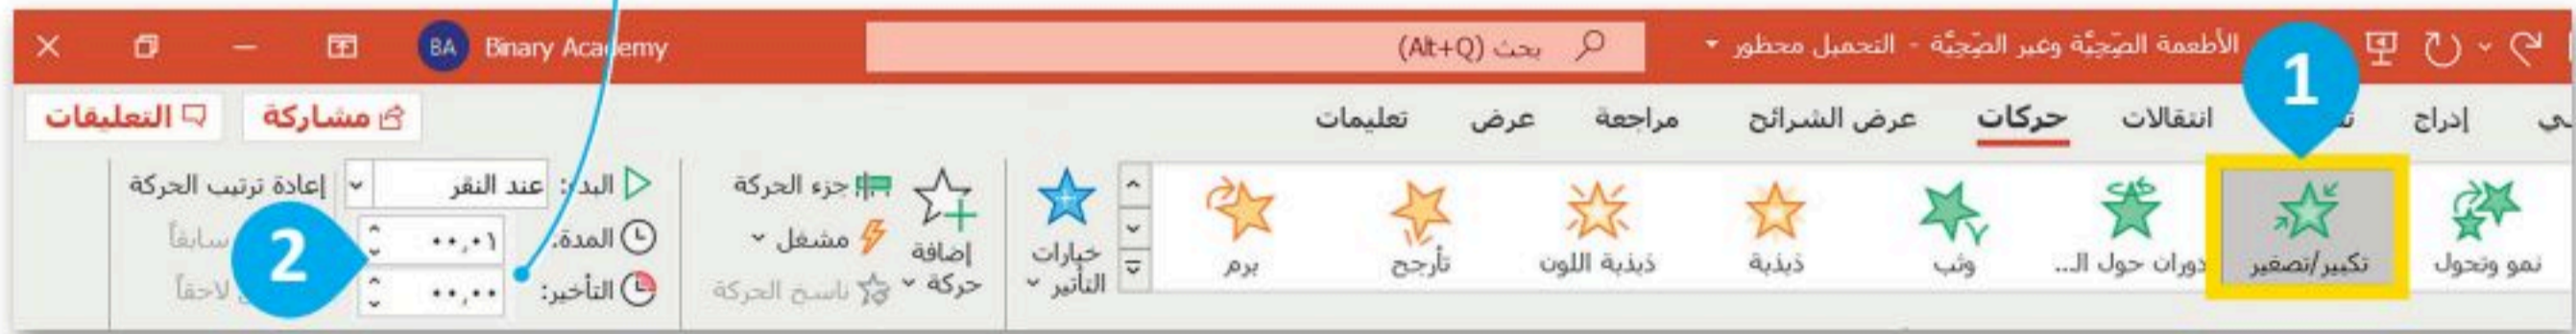 الأطعمة الصّحِيَّة وغير الصّحِيَّة - التحميل محظور
بحث (Alt+Q)
Binary Academy BA
1
إدراج انتقالات حركات عرض الشرائح مراجعة عرض تعليمات
مشاركة التعليقات
نمو وتحول
تكبير/تصغير
دوران حول الـ...
وثب
ذبذبة
ذبذبة اللون
تأرجح
برم
خيارات
التأثير
إضافة
حركة
جزء الحركة
مشغل
ناسخ الحركة
البدء: عند النقر
المدة: ٠٠,٠١
التأخير: ٠٠,٠٠
إعادة ترتيب الحركة
سابقاً
لاحقاً
2